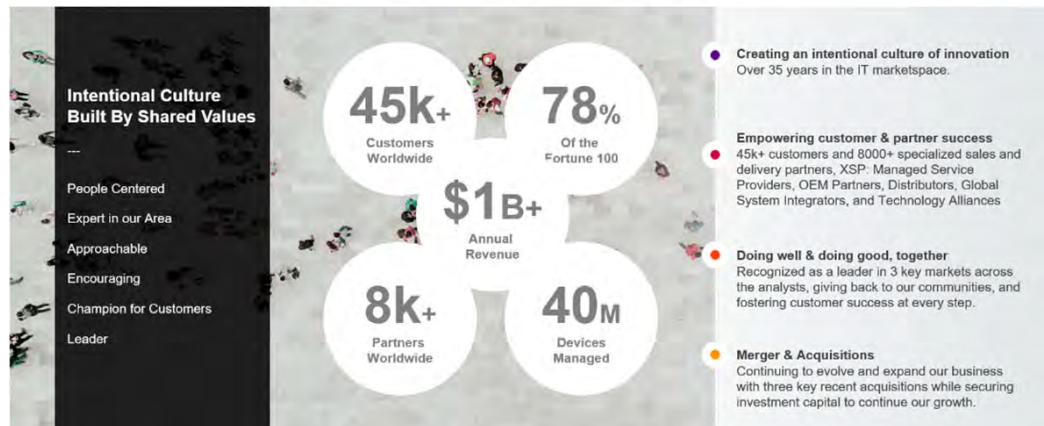 Intentional Culture
Built By Shared Values
---
People Centered
Expert in our Area
Approachable
Encouraging
Champion for Customers
Leader
45k+
Customers
Worldwide
78%
Of the
Fortune 100
$1B+
Annual
Revenue
8k+
Partners
Worldwide
40M
Devices
Managed
Creating an intentional culture of innovation
Over 35 years in the IT marketspace.
Empowering customer & partner success
45k+ customers and 8000+ specialized sales and
delivery partners, XSP: Managed Service
Providers, OEM Partners, Distributors, Global
System Integrators, and Technology Alliances
Doing well & doing good, together
Recognized as a leader in 3 key markets across
the analysts, giving back to our communities, and
fostering customer success at every step.
Merger & Acquisitions
Continuing to evolve and expand our business
with three key recent acquisitions while securing
investment capital to continue our growth.